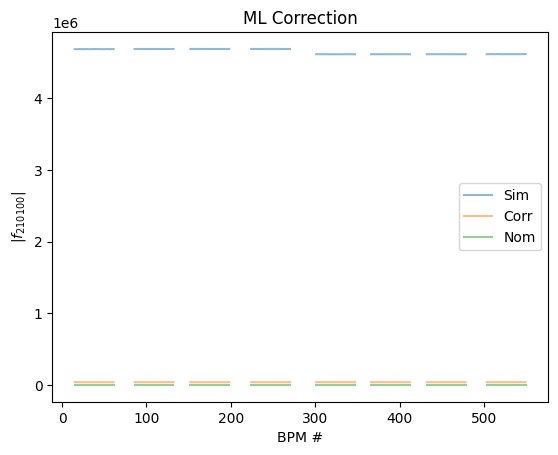 ML Correction
1e6
4
3
2
1
0
|f₂₁₀₁₀₀|
Sim
Corr
Nom
0 100 200 300 400 500
BPM #